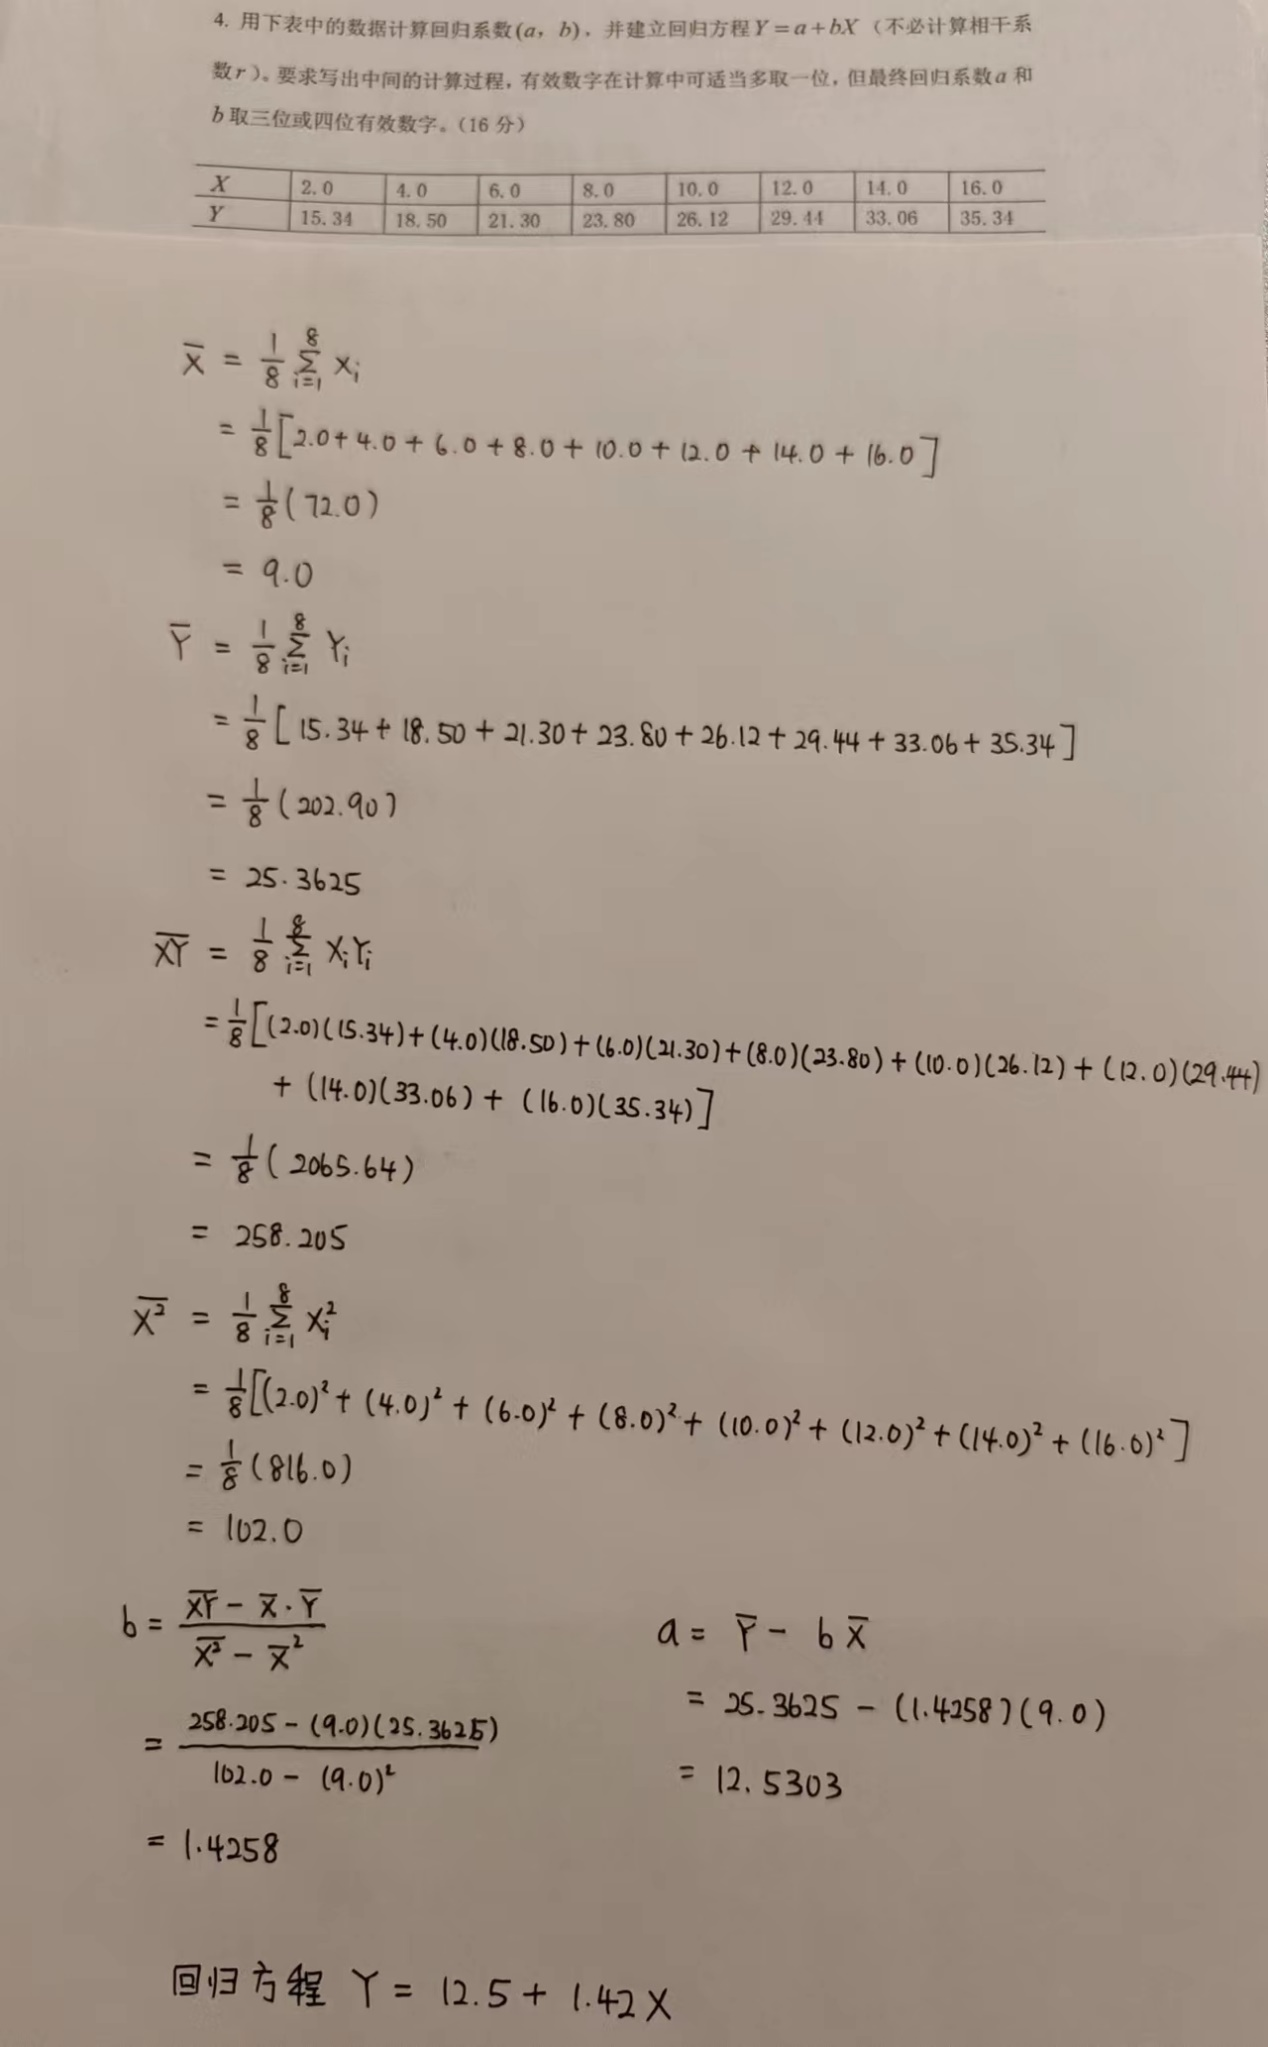 4. 用下表中的数据计算回归系数(a, b), 并建立回归方程Y=a+bX (不必计算相干系
数r)。要求写出中间的计算过程, 有效数字在计算中可适当多取一位, 但最终回归系数a 和
b 取三位或四位有效数字。(16 分)
X 2.0 4.0 6.0 8.0 10.0 12.0 14.0 16.0
Y 15.34 18.50 21.30 23.80 26.12 29.44 33.06 35.34
X̅ = 1/8 Σ_{i=1}^{8} X_i
= 1/8 [2.0+4.0+6.0+8.0+10.0+12.0+14.0+16.0]
= 1/8 (72.0)
= 9.0
Y̅ = 1/8 Σ_{i=1}^{8} Y_i
= 1/8 [15.34+18.50+21.30+23.80+26.12+29.44+33.06+35.34]
= 1/8 (202.90)
= 25.3625
X̅Y̅ = 1/8 Σ_{i=1}^{8} X_iY_i
= 1/8 [(2.0)(15.34)+(4.0)(18.50)+(6.0)(21.30)+(8.0)(23.80)+(10.0)(26.12)+(12.0)(29.44)
+(14.0)(33.06)+(16.0)(35.34)]
= 1/8 (2065.64)
= 258.205
X̅²̅ = 1/8 Σ_{i=1}^{8} X_i²
= 1/8 [(2.0)²+(4.0)²+(6.0)²+(8.0)²+(10.0)²+(12.0)²+(14.0)²+(16.0)²]
= 1/8 (816.0)
= 102.0
b = (X̅Y̅ - X̅·Y̅)/(X̅²̅ - X̅²)
= (258.205-(9.0)(25.3625))/(102.0-(9.0)²)
= 1.4258
a = Y̅ - bX̅
= 25.3625-(1.4258)(9.0)
= 12.5303
回归方程 Y = 12.5+1.42X